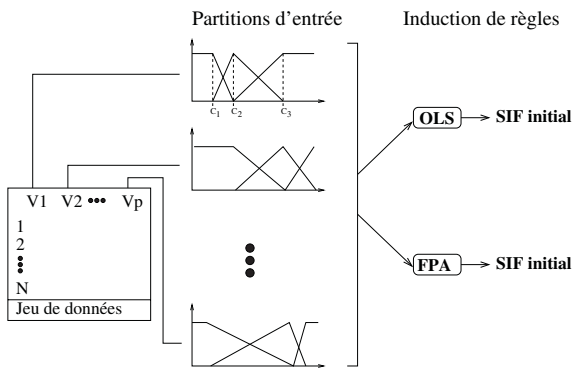 Partitions d'entrée
Induction de règles
C1 C2 C3
OLS
SIF initial
V1 V2 ••• Vp
1
2
N
Jeu de données
FPA
SIF initial